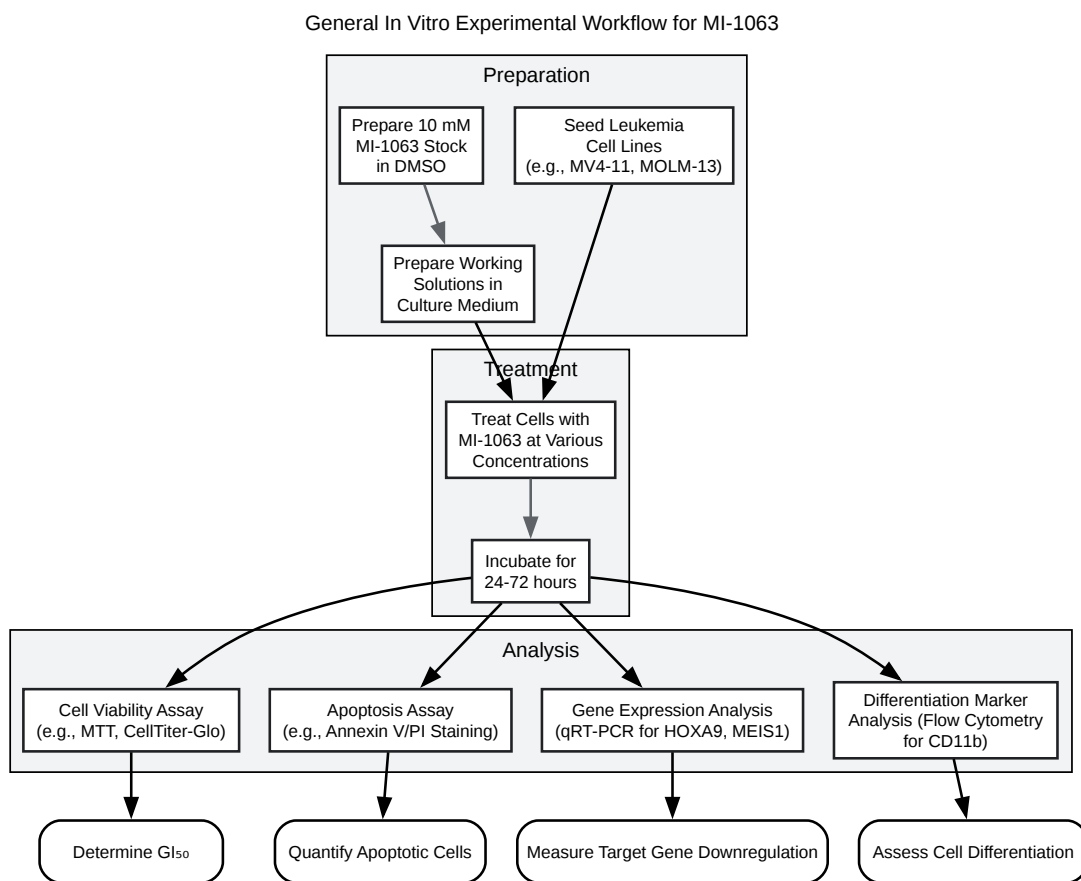 General In Vitro Experimental Workflow for MI-1063
Preparation
Prepare 10 mM
MI-1063 Stock
in DMSO
Seed Leukemia
Cell Lines
(e.g., MV4-11, MOLM-13)
Prepare Working
Solutions in
Culture Medium
Treatment
Treat Cells with
MI-1063 at Various
Concentrations
Incubate for
24-72 hours
Analysis
Cell Viability Assay
(e.g., MTT, CellTiter-Glo)
Apoptosis Assay
(e.g., Annexin V/PI Staining)
Gene Expression Analysis
(qRT-PCR for HOXA9, MEIS1)
Differentiation Marker
Analysis (Flow Cytometry
for CD11b)
Determine GI₅₀
Quantify Apoptotic Cells
Measure Target Gene Downregulation
Assess Cell Differentiation